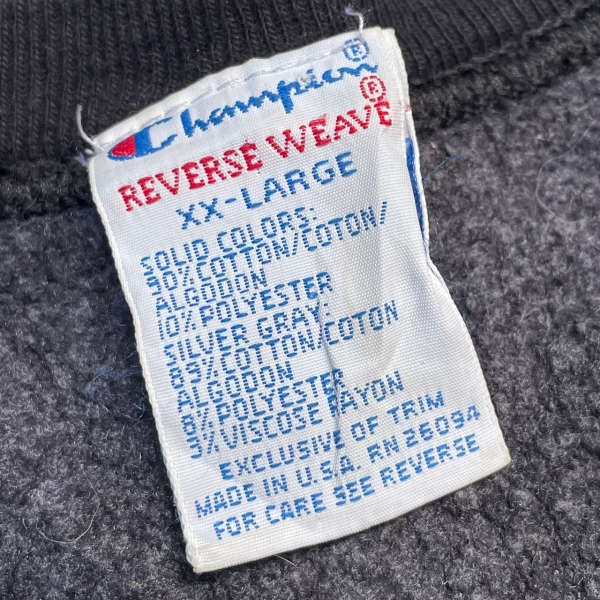 Champion®
REVERSE WEAVE®
XX-LARGE
SOLID COLORS:
90% COTTON/COTON/
ALGODON
10% POLYESTER
SILVER GRAY:
89% COTTON/COTON
ALGODON
8% POLYESTER
3% VISCOSE RAYON
EXCLUSIVE OF TRIM
MADE IN U.S.A. RN 26094
FOR CARE SEE REVERSE